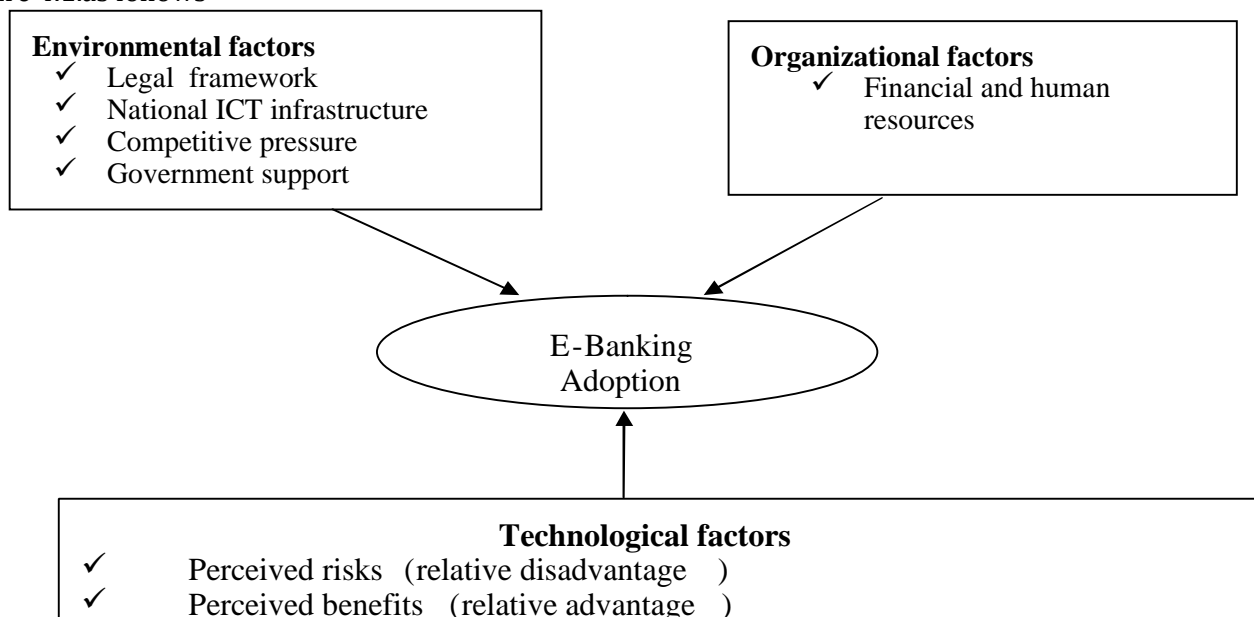 Environmental factors
✓ Legal framework
✓ National ICT infrastructure
✓ Competitive pressure
✓ Government support
Organizational factors
✓ Financial and human
resources
E-Banking
Adoption
Technological factors
✓ Perceived risks (relative disadvantage )
✓ Perceived benefits (relative advantage )